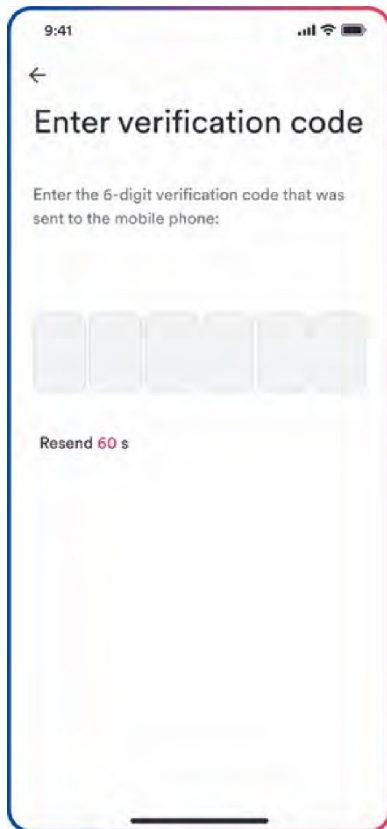 9:41
Enter verification code
Enter the 6-digit verification code that was
sent to the mobile phone:
Resend 60 s